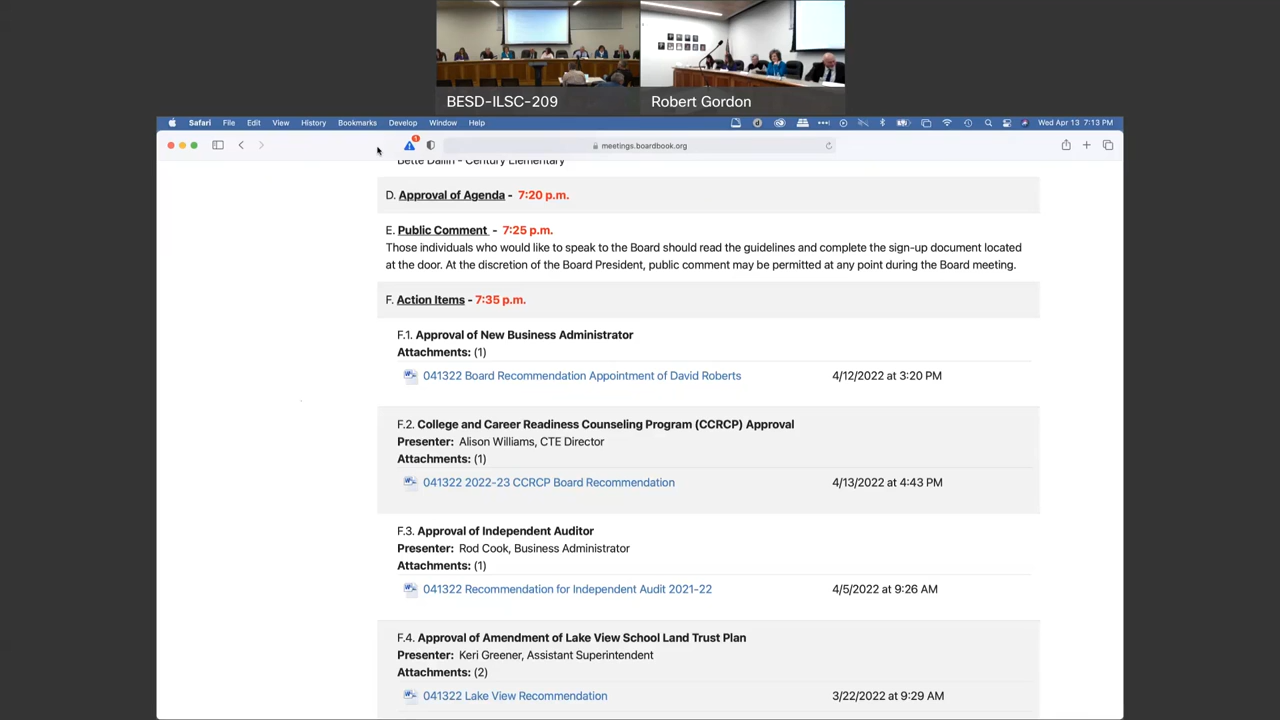 BESD-ILSC-209
Robert Gordon
Safari File Edit View History Bookmarks Develop Window Help
Wed Apr 13 7:13 PM
1
meetings.boardbook.org
Bette Dallin - Century Elementary
D. Approval of Agenda - 7:20 p.m.
E. Public Comment - 7:25 p.m.
Those individuals who would like to speak to the Board should read the guidelines and complete the sign-up document located
at the door. At the discretion of the Board President, public comment may be permitted at any point during the Board meeting.
F. Action Items - 7:35 p.m.
F.1. Approval of New Business Administrator
Attachments: (1)
041322 Board Recommendation Appointment of David Roberts 4/12/2022 at 3:20 PM
F.2. College and Career Readiness Counseling Program (CCRCP) Approval
Presenter: Alison Williams, CTE Director
Attachments: (1)
041322 2022-23 CCRCP Board Recommendation 4/13/2022 at 4:43 PM
F.3. Approval of Independent Auditor
Presenter: Rod Cook, Business Administrator
Attachments: (1)
041322 Recommendation for Independent Audit 2021-22 4/5/2022 at 9:26 AM
F.4. Approval of Amendment of Lake View School Land Trust Plan
Presenter: Keri Greener, Assistant Superintendent
Attachments: (2)
041322 Lake View Recommendation 3/22/2022 at 9:29 AM